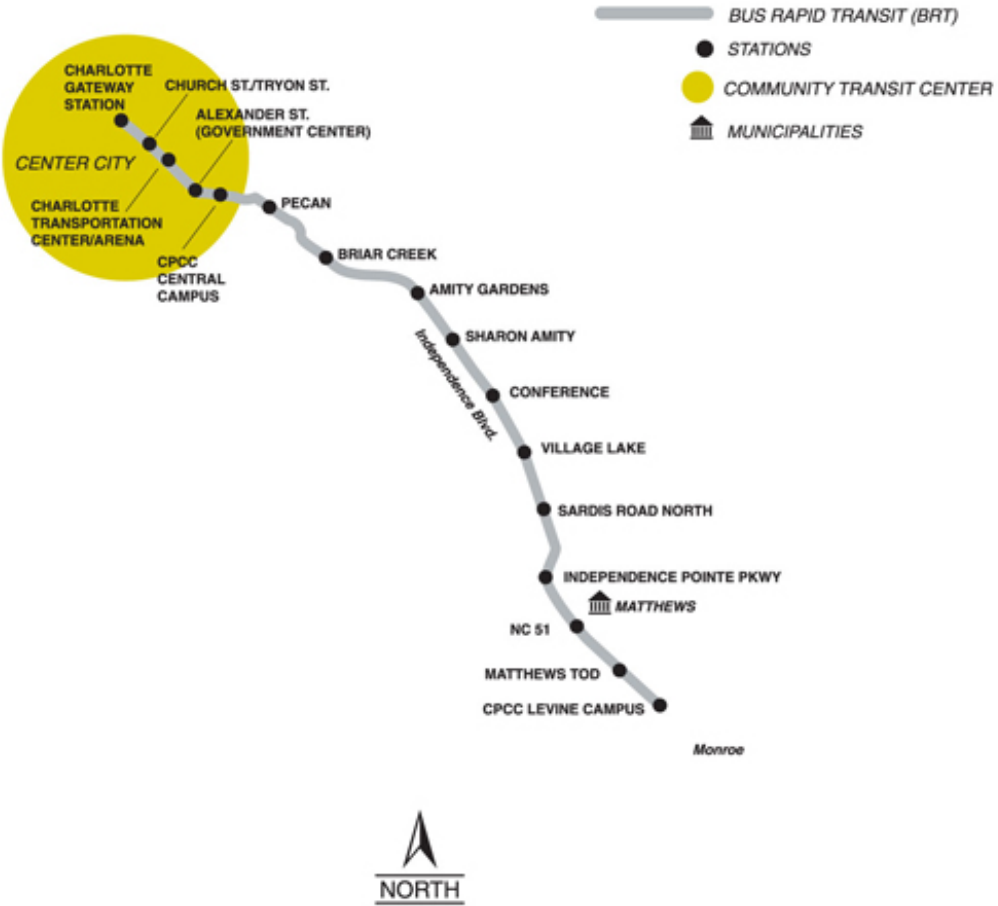 BUS RAPID TRANSIT (BRT)
STATIONS
COMMUNITY TRANSIT CENTER
MUNICIPALITIES
CHARLOTTE
GATEWAY
STATION
CHURCH ST./TRYON ST.
ALEXANDER ST.
(GOVERNMENT CENTER)
CENTER CITY
CHARLOTTE
TRANSPORTATION
CENTER/ARENA
CPCC
CENTRAL
CAMPUS
PECAN
BRIAR CREEK
AMITY GARDENS
SHARON AMITY
Independence Blvd.
CONFERENCE
VILLAGE LAKE
SARDIS ROAD NORTH
INDEPENDENCE POINTE PKWY
MATTHEWS
NC 51
MATTHEWS TOD
CPCC LEVINE CAMPUS
Monroe
NORTH